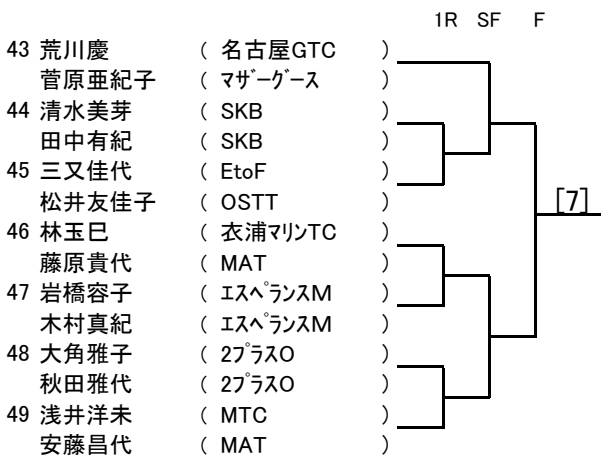 1R SF F
43 荒川慶 ( 名古屋GTC )
菅原亜紀子 ( ﾏｻﾞｰｸﾞｰｽ )
44 清水美芽 ( SKB )
田中有紀 ( SKB )
45 三又佳代 ( EtoF )
松井友佳子 ( OSTT )
[7]
46 林玉巳 ( 衣浦ﾏﾘﾝTC )
藤原貴代 ( MAT )
47 岩橋容子 ( ｴｽﾍﾟﾗﾝｽM )
木村真紀 ( ｴｽﾍﾟﾗﾝｽM )
48 大角雅子 ( 2ﾌﾟﾗｽO )
秋田雅代 ( 2ﾌﾟﾗｽO )
49 浅井洋未 ( MTC )
安藤昌代 ( MAT )